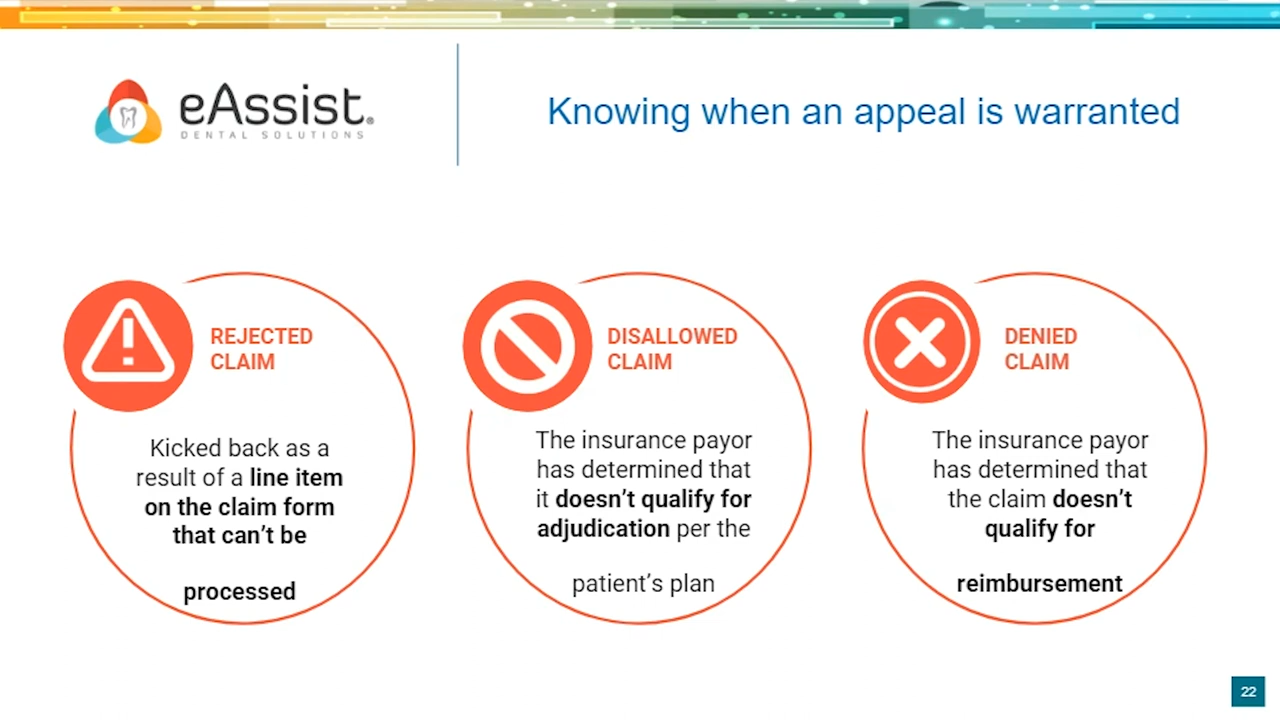 eAssist®
DENTAL SOLUTIONS
Knowing when an appeal is warranted
REJECTED
CLAIM
Kicked back as a
result of a line item
on the claim form
that can’t be
processed
DISALLOWED
CLAIM
The insurance payor
has determined that
it doesn’t qualify for
adjudication per the
patient’s plan
DENIED
CLAIM
The insurance payor
has determined that
the claim doesn’t
qualify for
reimbursement
22